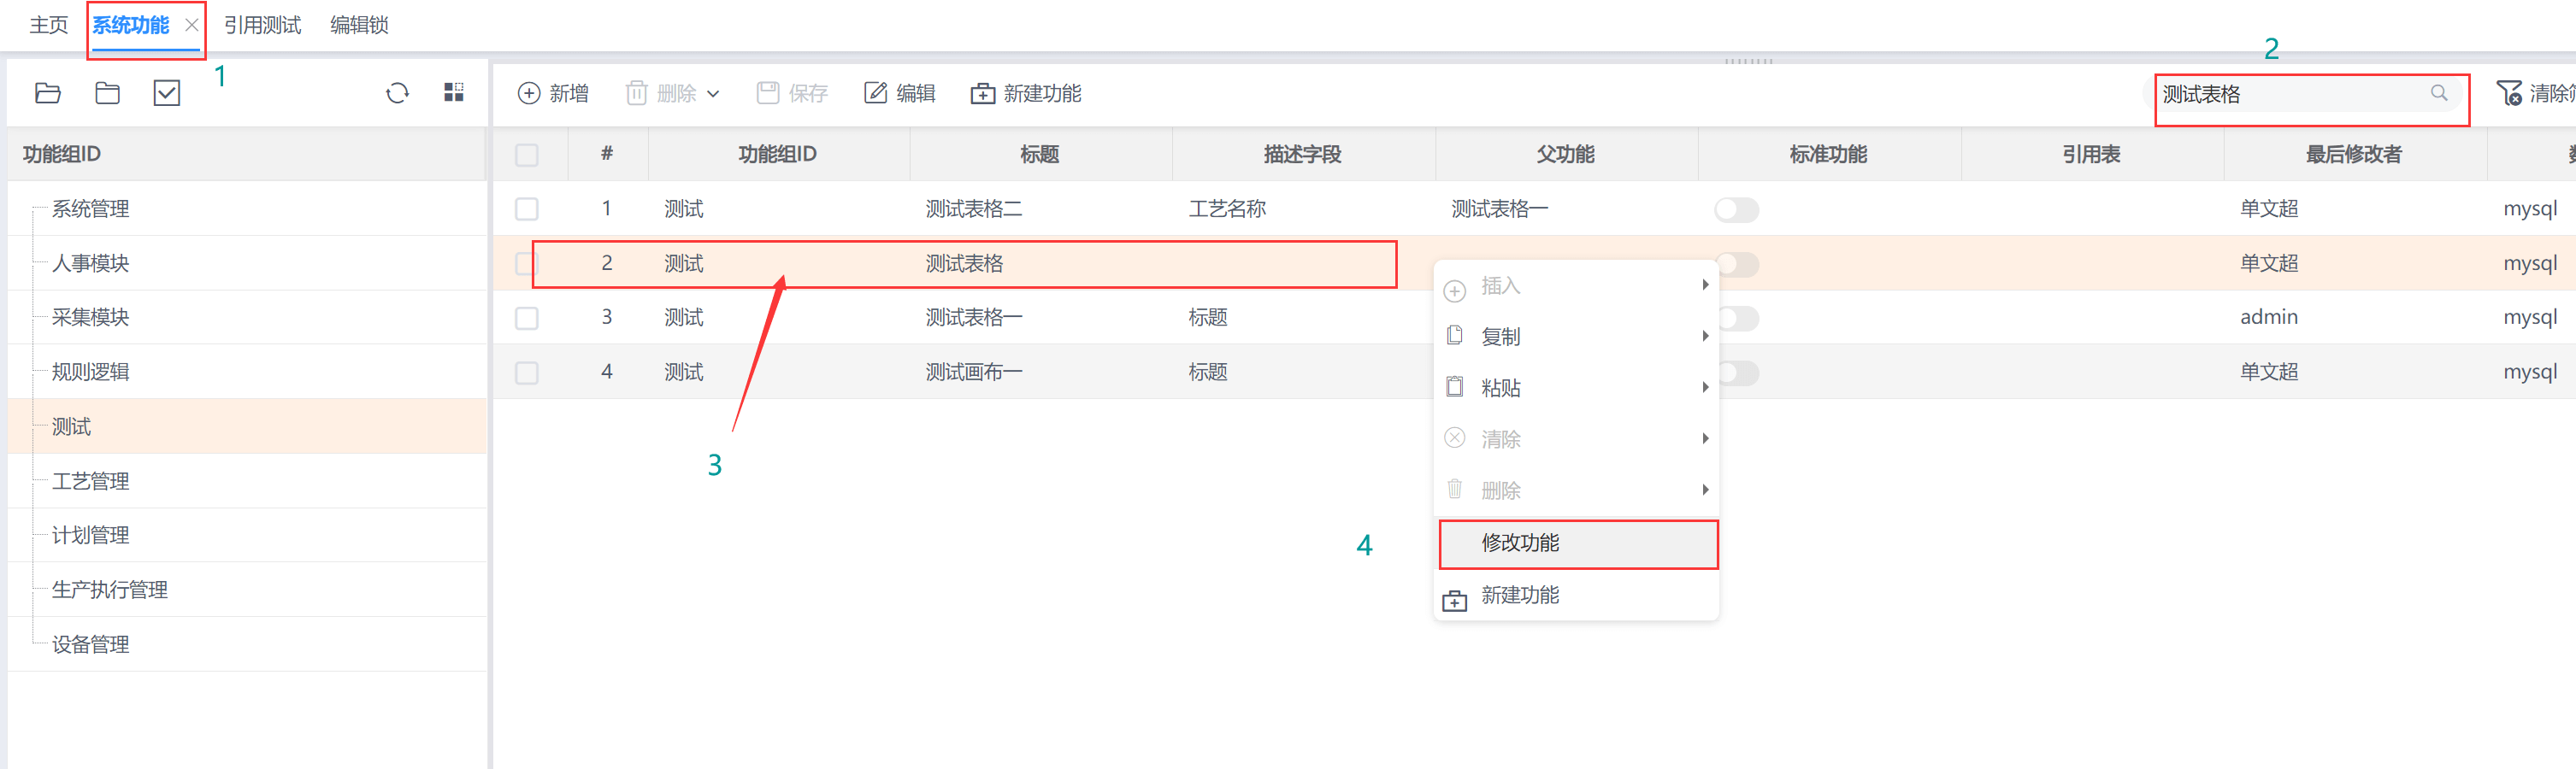 主页 系统功能 引用测试 编辑锁
1
2
新增 删除 保存 编辑 新建功能 测试表格 清除
功能组ID
# 功能组ID 标题 描述字段 父功能 标准功能 引用表 最后修改者
系统管理
1 测试 测试表格二 工艺名称 测试表格一 单文超 mysql
人事模块
2 测试 测试表格 单文超 mysql
采集模块
3 测试 测试表格一 标题 admin mysql
规则逻辑
4 测试 测试画布一 标题 单文超 mysql
测试
工艺管理
计划管理
生产执行管理
设备管理
插入
复制
粘贴
清除
删除
修改功能
新建功能
3
4